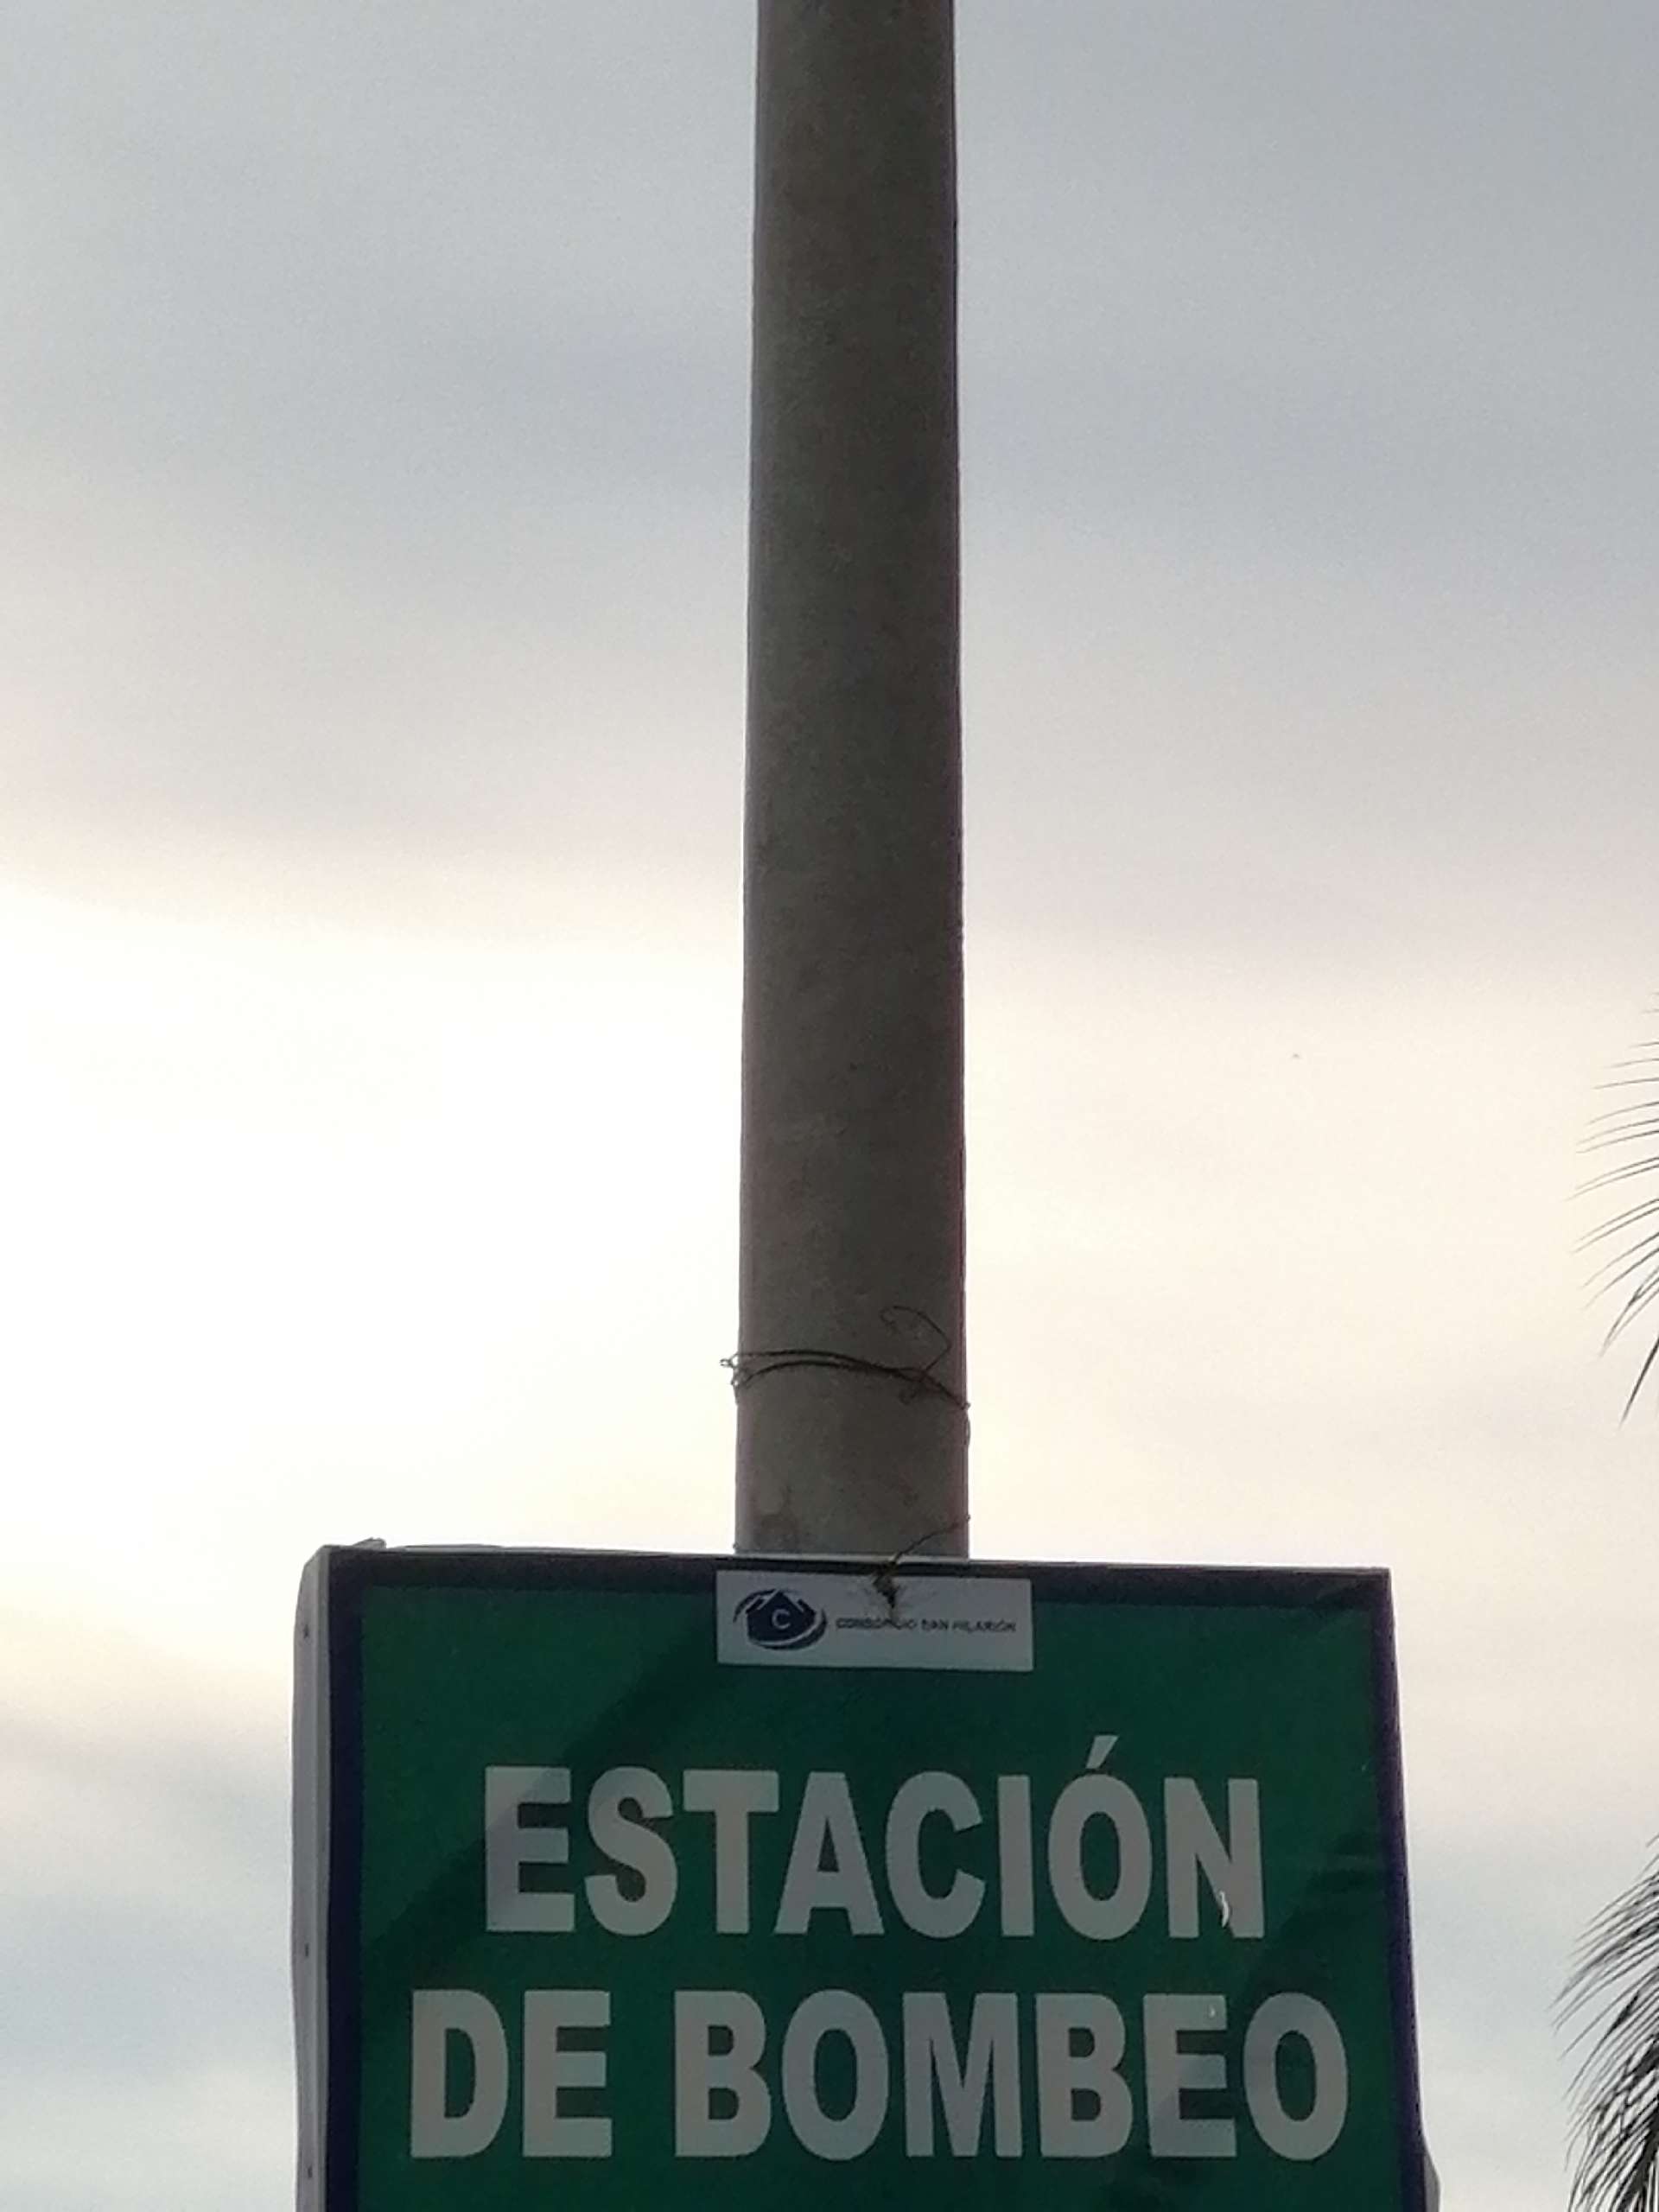 C CONSORCIO SAN HILARIÓN
ESTACIÓN
DE BOMBEO